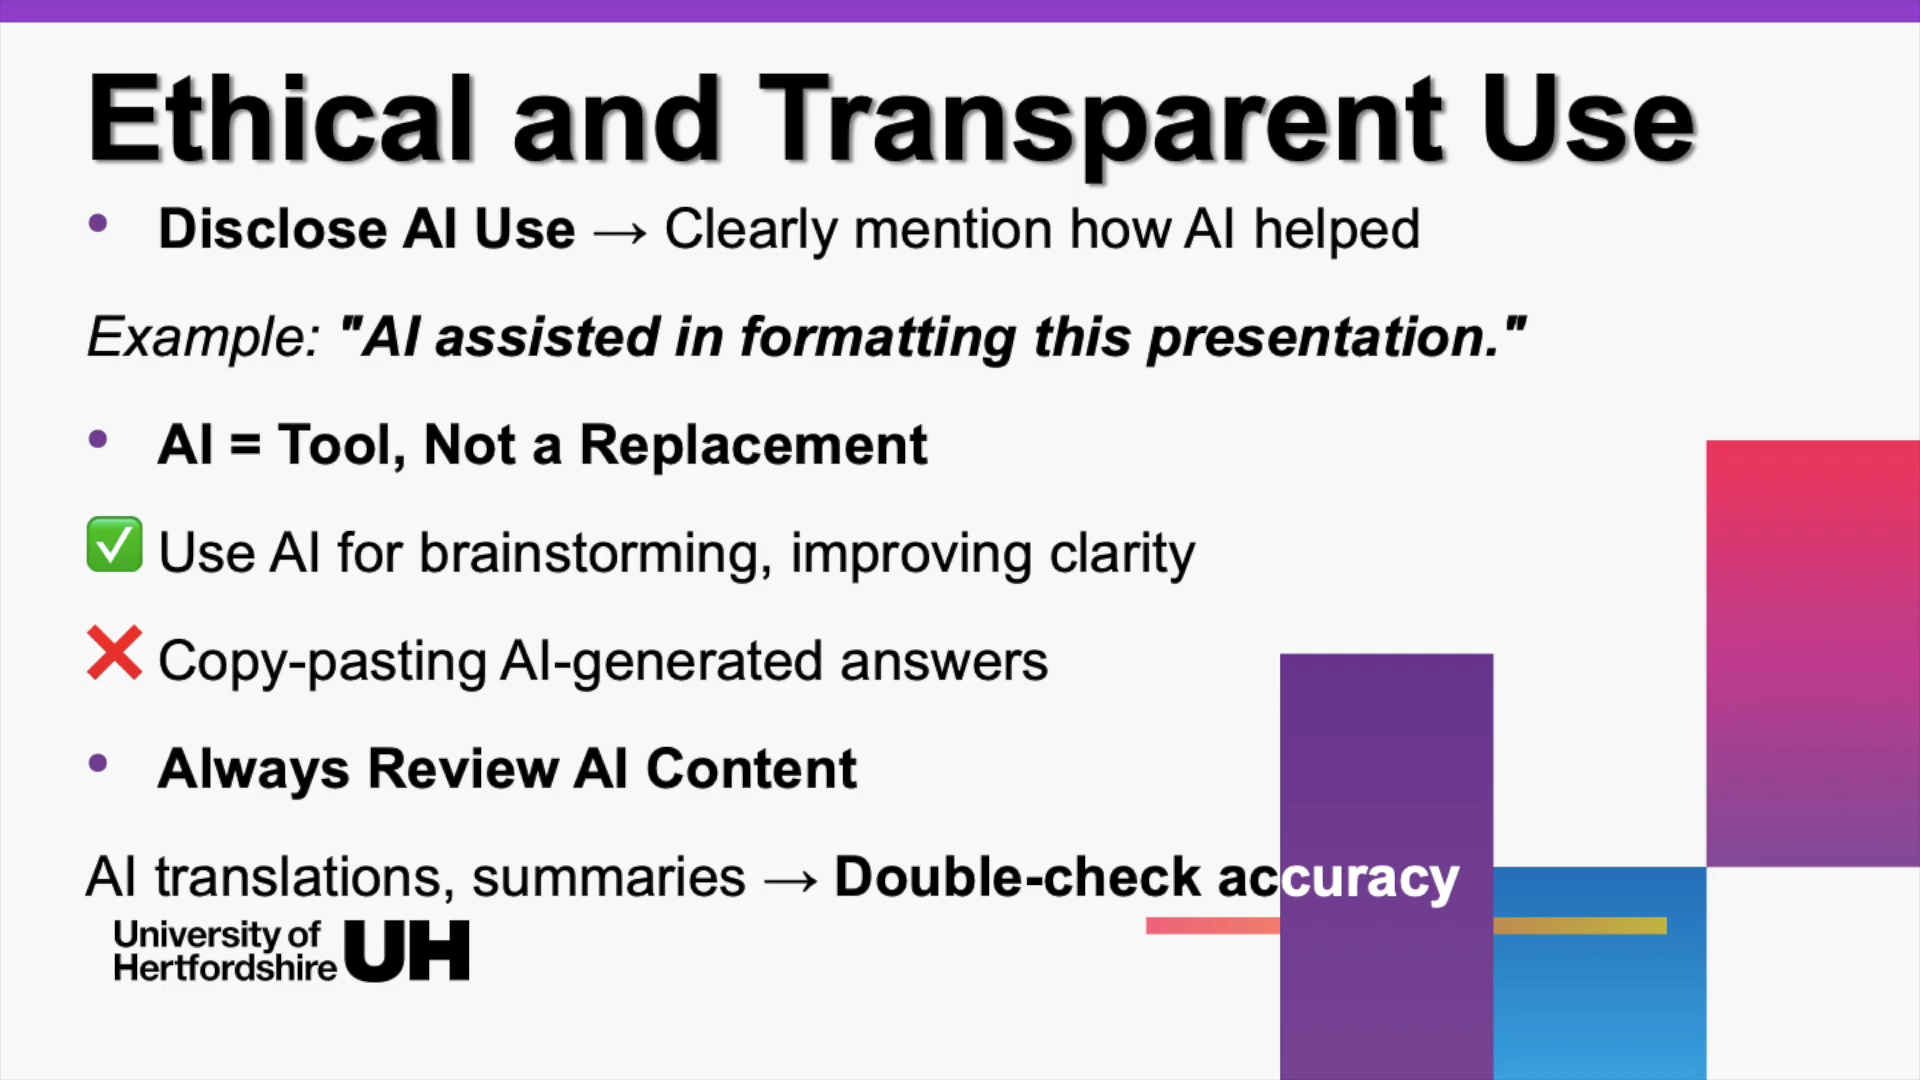 Ethical and Transparent Use
• Disclose AI Use → Clearly mention how AI helped
Example: "AI assisted in formatting this presentation."
• AI = Tool, Not a Replacement
✅ Use AI for brainstorming, improving clarity
❌ Copy-pasting AI-generated answers
• Always Review AI Content
AI translations, summaries → Double-check accuracy
University of
Hertfordshire UH